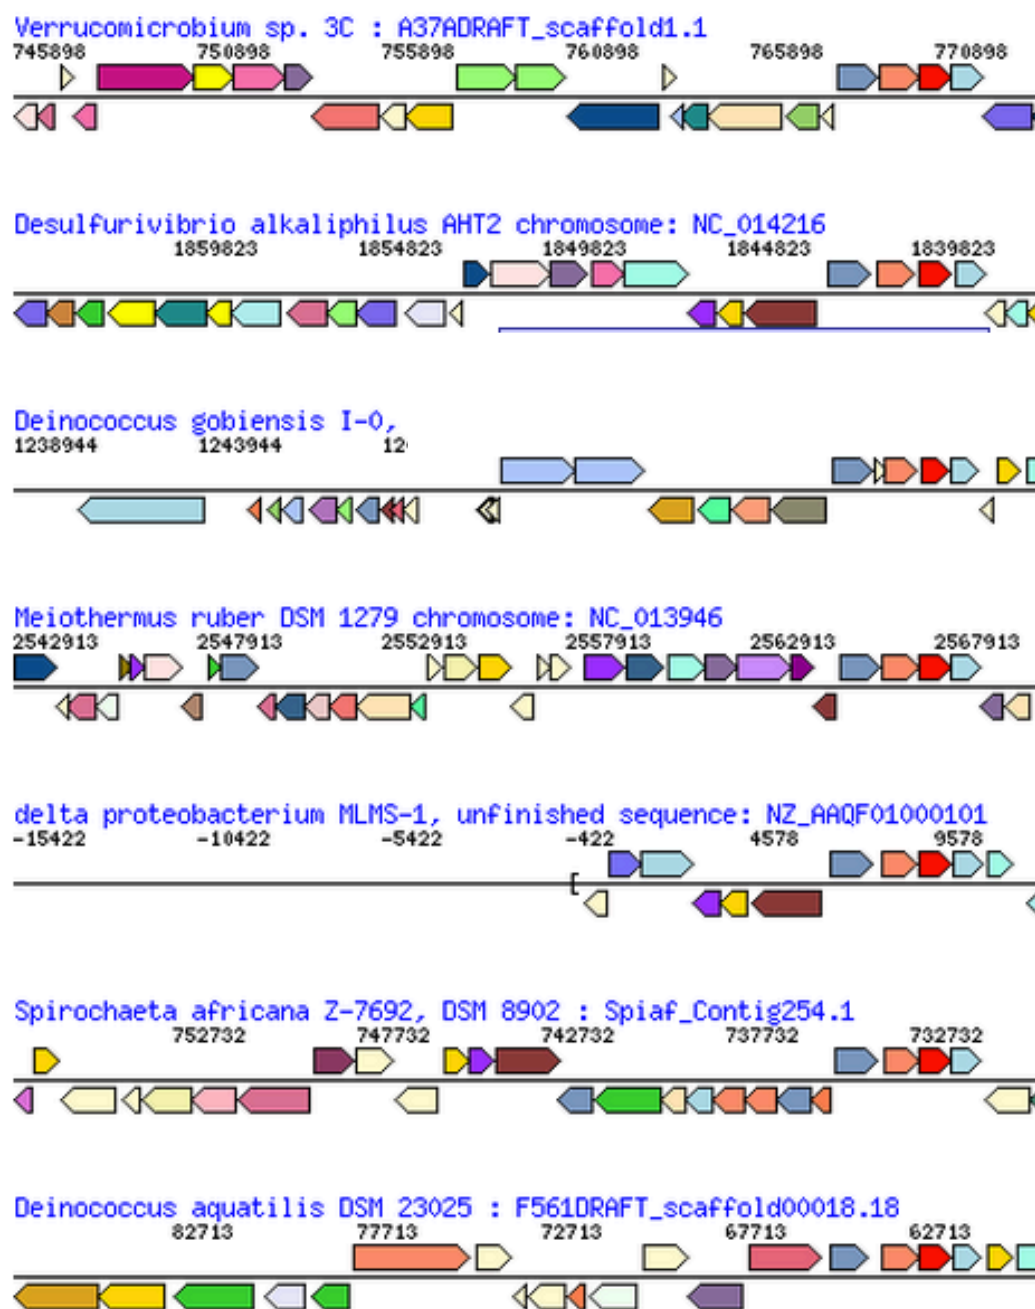 Verrucomicrobium sp. 3C : A37ADRAFT_scaffold1.1
745898 750898 755898 760898 765898 770898
Desulfurivibrio alkaliphilus AHT2 chromosome: NC_014216
1859823 1854823 1849823 1844823 1839823
Deinococcus gobiensis I-0,
1238944 1243944 12
Meiothermus ruber DSM 1279 chromosome: NC_013946
2542913 2547913 2552913 2557913 2562913 2567913
delta proteobacterium MLMS-1, unfinished sequence: NZ_AAQF01000101
-15422 -10422 -5422 -422 4578 9578
[
Spirochaeta africana Z-7692, DSM 8902 : Spiaf_Contig254.1
752732 747732 742732 737732 732732
Deinococcus aquatilis DSM 23025 : F561DRAFT_scaffold00018.18
82713 77713 72713 67713 62713